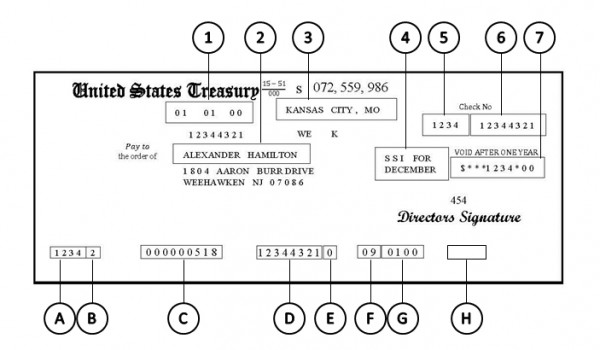 1 2 3 4 5 6 7
United States Treasury 15-51 000 S 072, 559, 986
01 01 00 KANSAS CITY, MO Check No
12344321 WE K 1234 12344321
Pay to
the order of ALEXANDER HAMILTON SSI FOR DECEMBER VOID AFTER ONE YEAR
1804 AARON BURR DRIVE $***1234*00
WEEHAWKEN NJ 07086
454
Directors Signature
1234 2 000000518 12344321 0 09 0100
A B C D E F G H